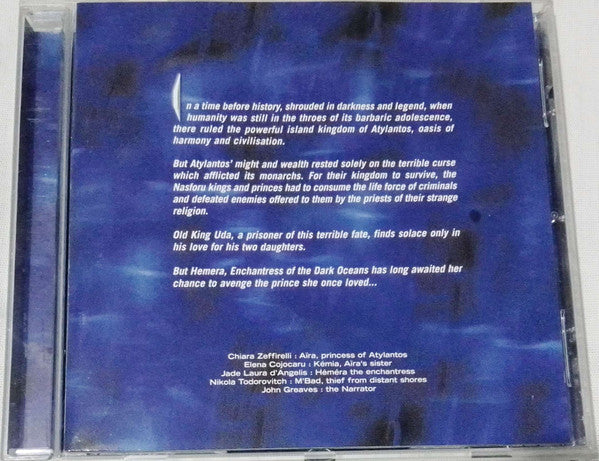 In a time before history, shrouded in darkness and legend, when
humanity was still in the throes of its barbaric adolescence,
there ruled the powerful island kingdom of Atylantos, oasis of
harmony and civilisation.
But Atylantos' might and wealth rested solely on the terrible curse
which afflicted its monarchs. For their kingdom to survive, the
Nasforu kings and princes had to consume the life force of criminals
and defeated enemies offered to them by the priests of their strange
religion.
Old King Uda, a prisoner of this terrible fate, finds solace only in
his love for his two daughters.
But Hemera, Enchantress of the Dark Oceans has long awaited her
chance to avenge the prince she once loved...
Chiara Zeffirelli : Aïra, princess of Atylantos
Elena Cojocaru : Kémia, Aïra's sister
Jade Laura d'Angelis : Héméra the enchantress
Nikola Todorovitch : M'Bad, thief from distant shores
John Greaves : the Narrator